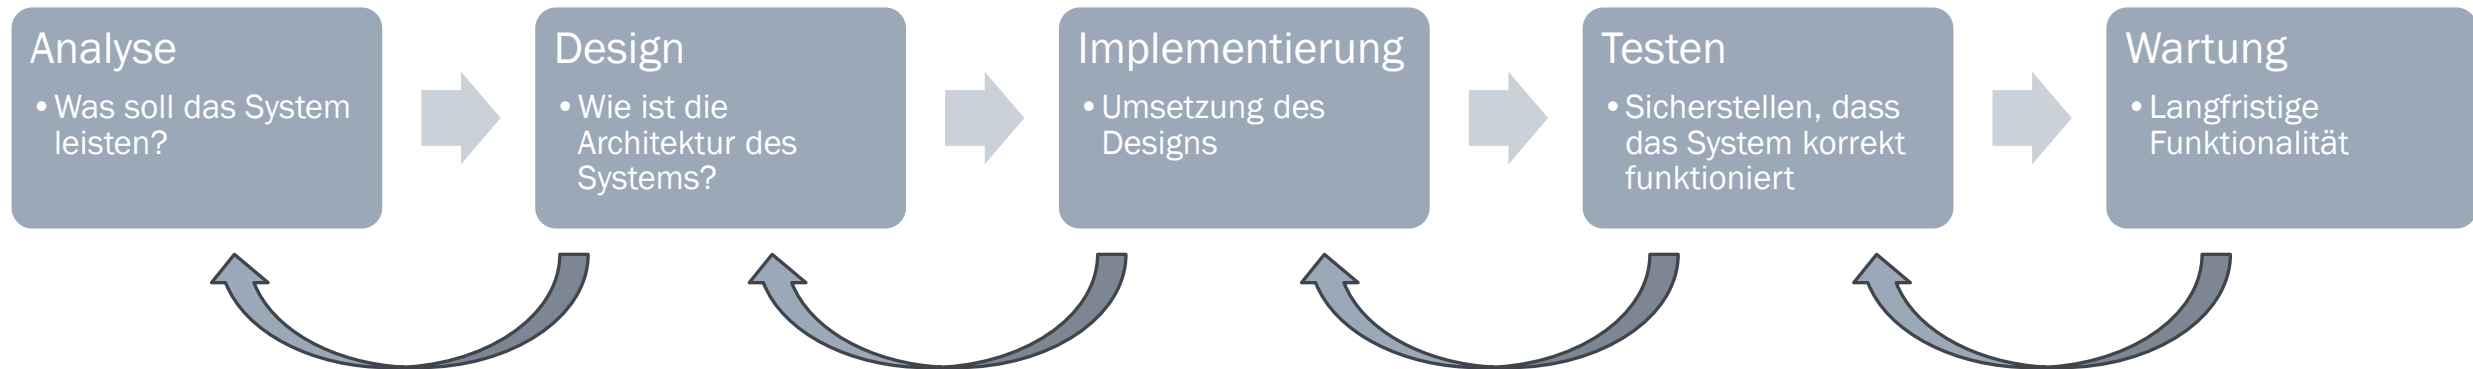 Analyse
• Was soll das System
leisten?
Design
• Wie ist die
Architektur des
Systems?
Implementierung
• Umsetzung des
Designs
Testen
• Sicherstellen, dass
das System korrekt
funktioniert
Wartung
• Langfristige
Funktionalität